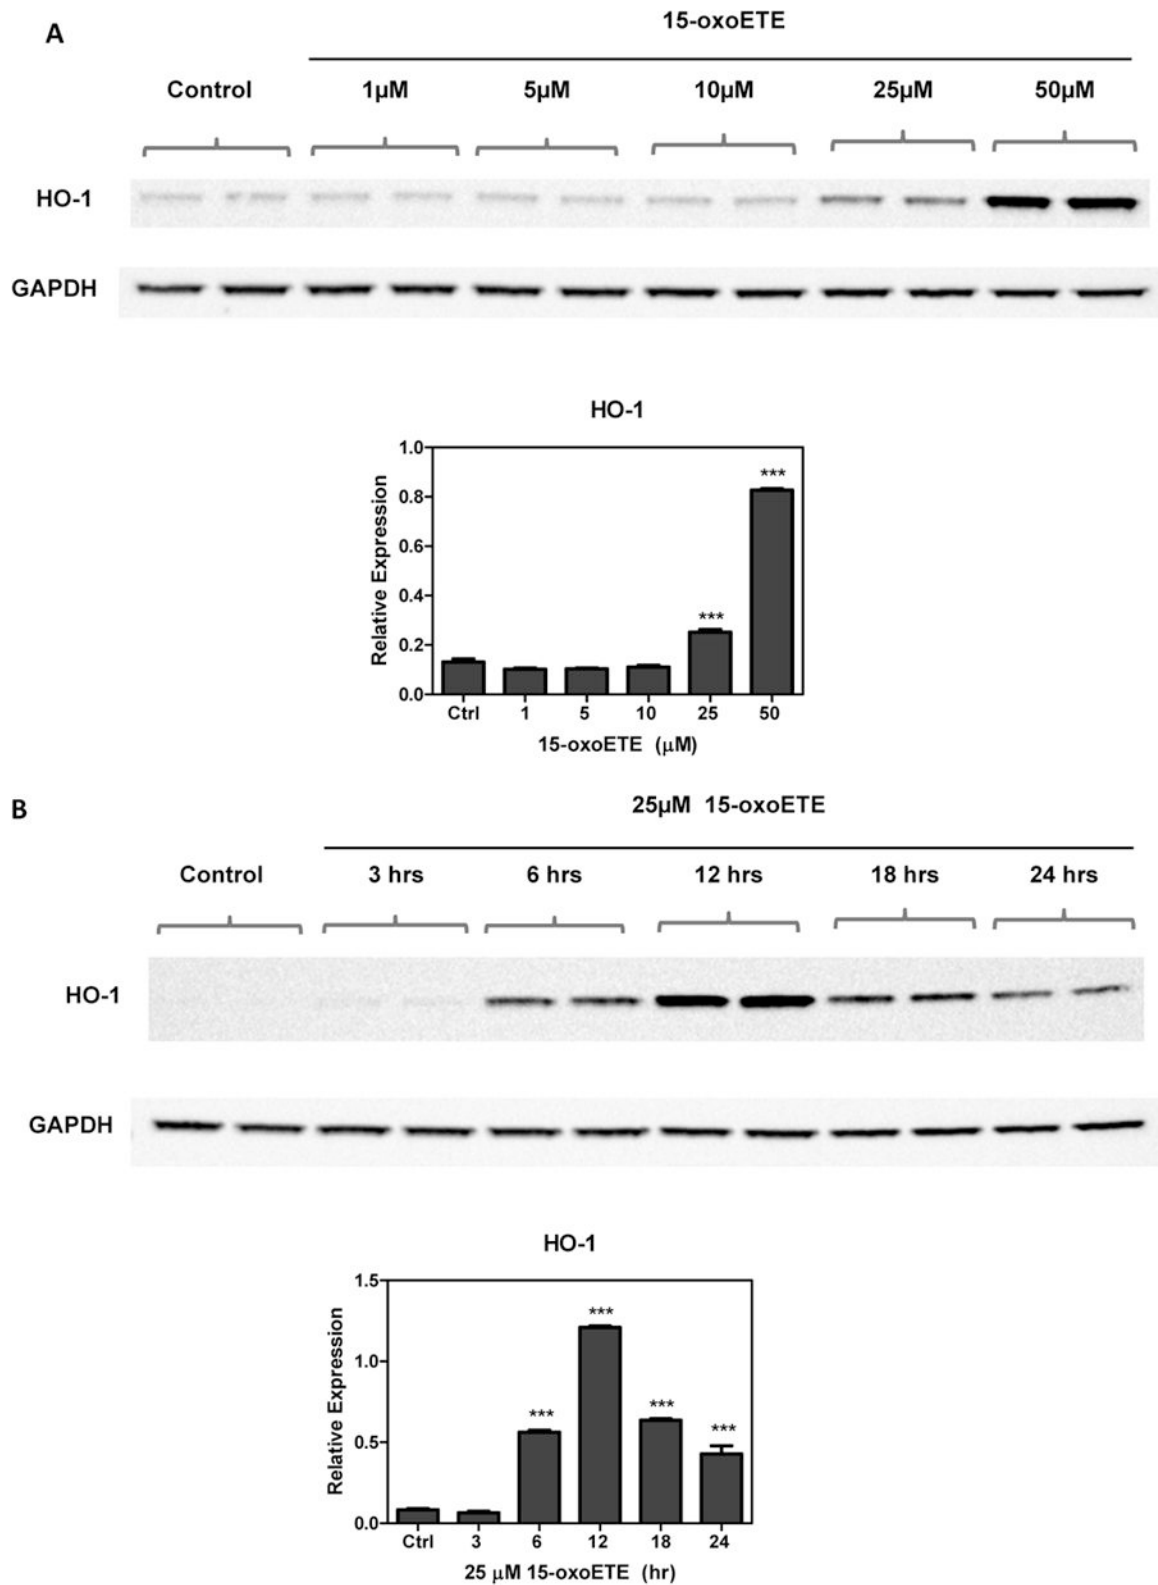 A
15-oxoETE
Control 1µM 5µM 10µM 25µM 50µM
HO-1
GAPDH
HO-1
Relative Expression
1.0
0.8
0.6
0.4
0.2
0.0
***
***
Ctrl 1 5 10 25 50
15-oxoETE (µM)
B
25µM 15-oxoETE
Control 3 hrs 6 hrs 12 hrs 18 hrs 24 hrs
HO-1
GAPDH
HO-1
Relative Expression
1.5
1.0
0.5
0.0
***
***
***
***
Ctrl 3 6 12 18 24
25 µM 15-oxoETE (hr)